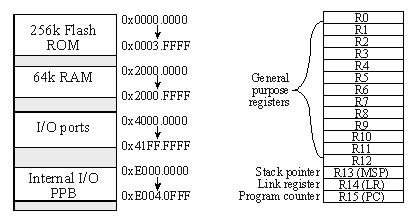 256k Flash
ROM
0x0000.0000
0x0003.FFFF
64k RAM
0x2000.0000
0x2000.FFFF
I/O ports
0x4000.0000
0x41FF.FFFF
Internal I/O
PPB
0xE000.0000
0xE004.0FFF
General
purpose
registers
R0
R1
R2
R3
R4
R5
R6
R7
R8
R9
R10
R11
R12
Stack pointer R13 (MSP)
Link register R14 (LR)
Program counter R15 (PC)